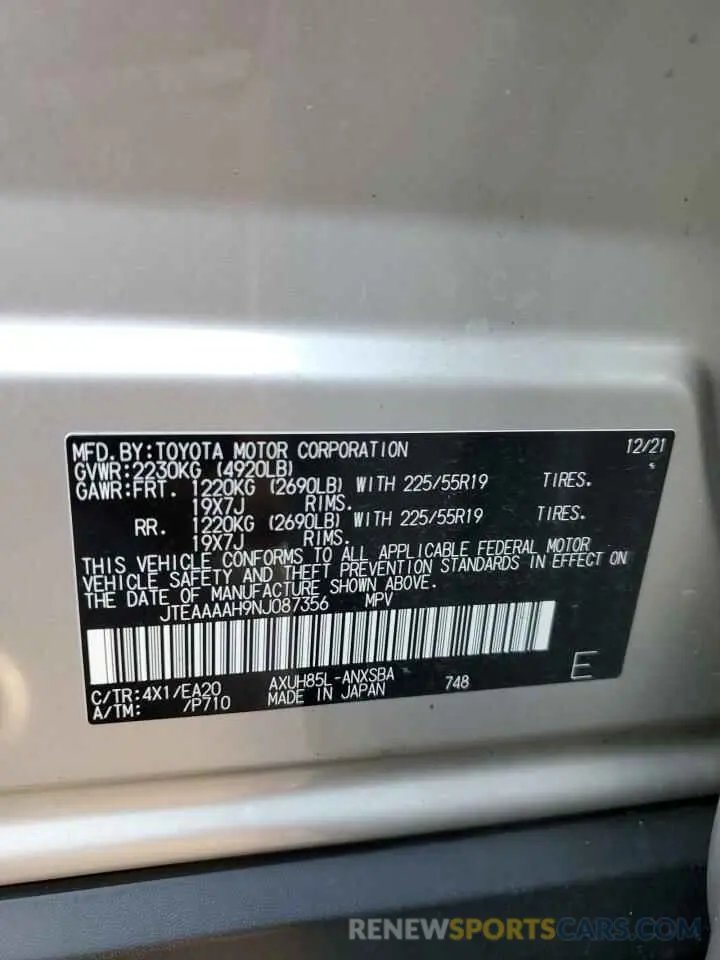 MFD.BY:TOYOTA MOTOR CORPORATION 12/21
GVWR:2230KG (4920LB)
GAWR:FRT. 1220KG (2690LB) WITH 225/55R19 TIRES.
19X7J RIMS.
RR. 1220KG (2690LB) WITH 225/55R19 TIRES.
19X7J RIMS.
THIS VEHICLE CONFORMS TO ALL APPLICABLE FEDERAL MOTOR
VEHICLE SAFETY AND THEFT PREVENTION STANDARDS IN EFFECT ON
THE DATE OF MANUFACTURE SHOWN ABOVE.
JTEAAAAH9NJ087356 MPV
C/TR:4X1/EA20 AXUH85L-ANXSBA 748 E
A/TM: /P710 MADE IN JAPAN
RENEWSPORTSCARS.COM